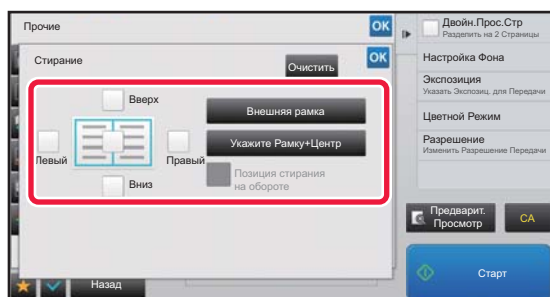 Прочие
OK
Стирание
Очистить
OK
Вверх
Левый
Правый
Вниз
Внешняя рамка
Укажите Рамку+Центр
Позиция стирания
на обороте
Назад
Двойн.Прос.Стр
Разделить на 2 Страницы
Настройка Фона
Экспозиция
Указать Экспозиц. для Передачи
Цветной Режим
Разрешение
Изменить Разрешение Передачи
Предварит.
Просмотр
CA
Старт